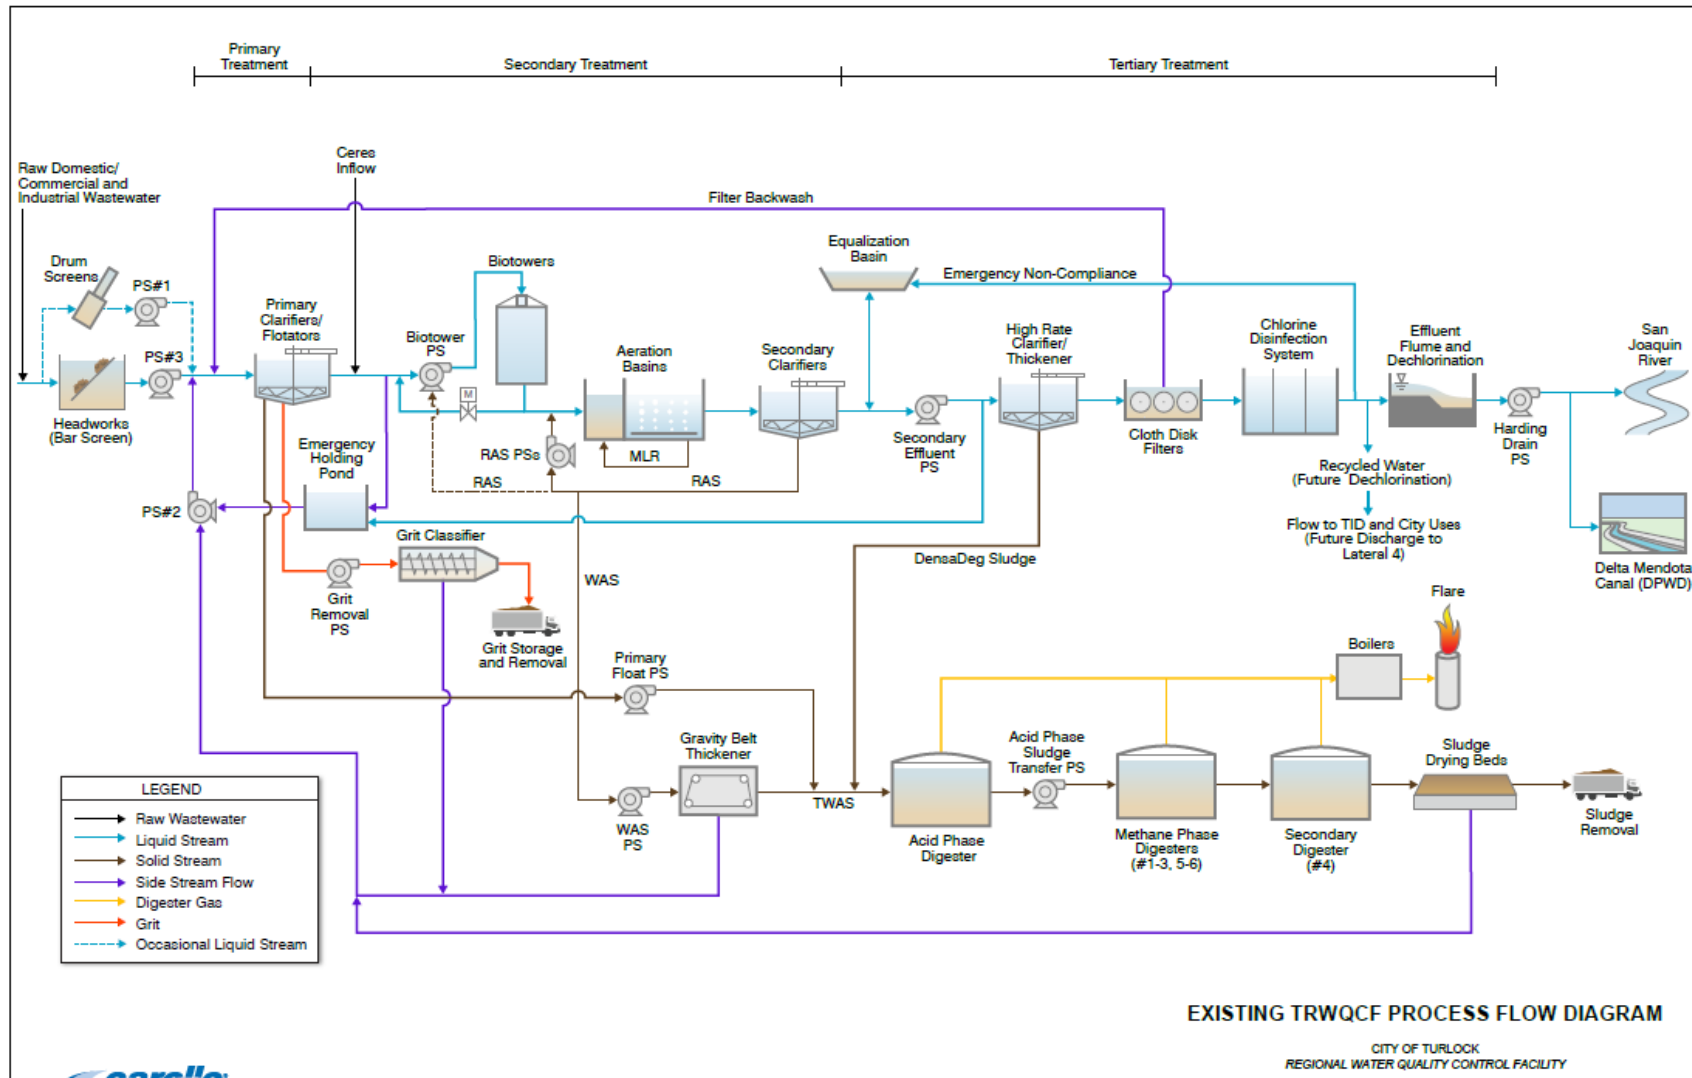 Primary
Treatment
Secondary Treatment
Tertiary Treatment
Raw Domestic/
Commercial and
Industrial Wastewater
Ceres
Inflow
Filter Backwash
Drum
Screens
PS#1
PS#3
Headworks
(Bar Screen)
Primary
Clarifiers/
Flotators
Biotower
PS
Biotowers
M
Aeration
Basins
MLR
Secondary
Clarifiers
Equalization
Basin
Emergency Non-Compliance
Secondary
Effluent
PS
High Rate
Clarifier/
Thickener
Cloth Disk
Filters
Chlorine
Disinfection
System
Effluent
Flume and
Dechlorination
Harding
Drain
PS
San
Joaquin
River
Emergency
Holding
Pond
PS#2
RAS PSs
RAS
RAS
Recycled Water
(Future Dechlorination)
Flow to TID and City Uses
(Future Discharge to
Lateral 4)
Delta Mendota
Canal (DPWD)
Grit Classifier
Grit
Removal
PS
Grit Storage
and Removal
WAS
DensaDeg Sludge
Primary
Float PS
Gravity Belt
Thickener
WAS
PS
TWAS
Acid Phase
Digester
Acid Phase
Sludge
Transfer PS
Methane Phase
Digesters
(#1-3, 5-6)
Secondary
Digester
(#4)
Boilers
Flare
Sludge
Drying Beds
Sludge
Removal
LEGEND
Raw Wastewater
Liquid Stream
Solid Stream
Side Stream Flow
Digester Gas
Grit
Occasional Liquid Stream
EXISTING TRWQCF PROCESS FLOW DIAGRAM
CITY OF TURLOCK
REGIONAL WATER QUALITY CONTROL FACILITY